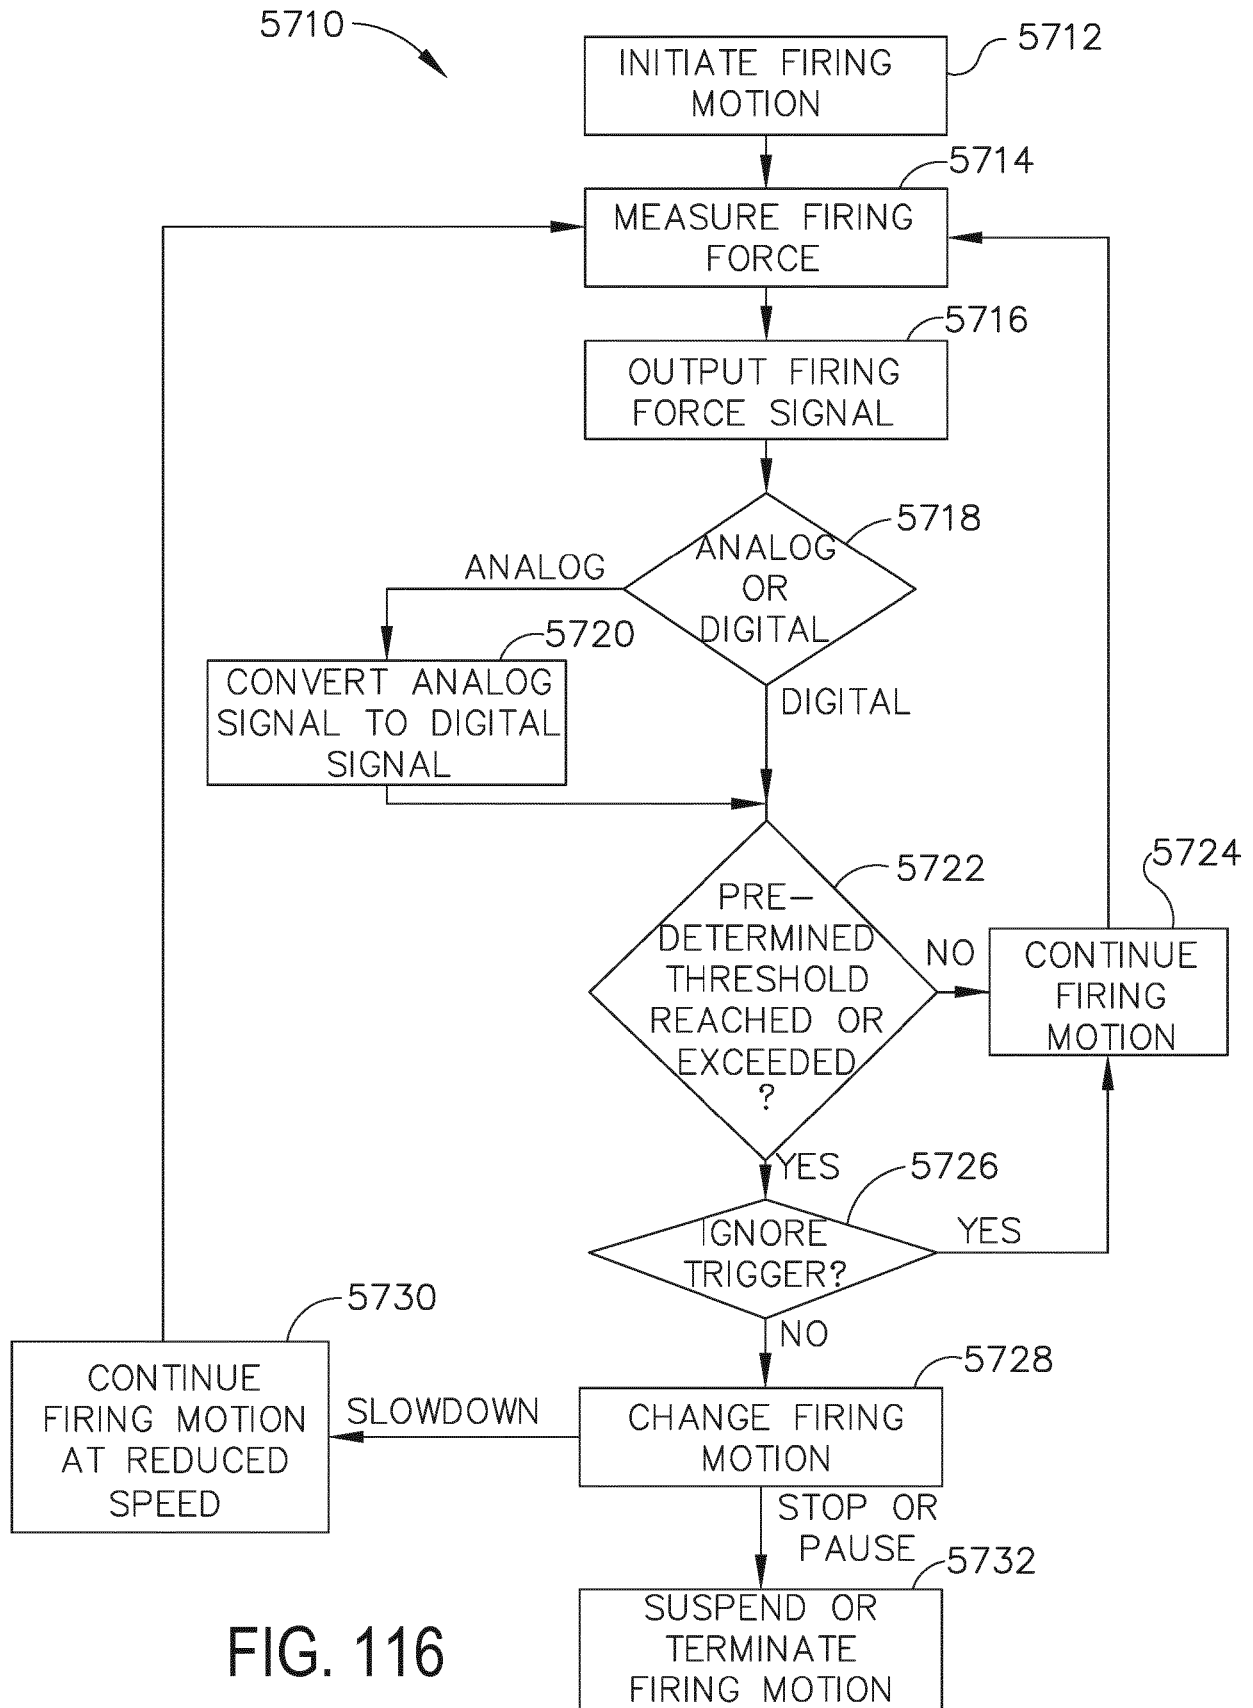 5710
5712
INITIATE FIRING
MOTION
5714
MEASURE FIRING
FORCE
5716
OUTPUT FIRING
FORCE SIGNAL
5718
ANALOG
OR
DIGITAL
ANALOG
5720
CONVERT ANALOG
SIGNAL TO DIGITAL
SIGNAL
DIGITAL
5722
PRE-
DETERMINED
THRESHOLD
REACHED OR
EXCEEDED
?
NO
5724
CONTINUE
FIRING
MOTION
YES
5726
IGNORE
TRIGGER?
YES
NO
5728
CHANGE FIRING
MOTION
SLOWDOWN
5730
CONTINUE
FIRING MOTION
AT REDUCED
SPEED
STOP OR
PAUSE
5732
SUSPEND OR
TERMINATE
FIRING MOTION
FIG. 116